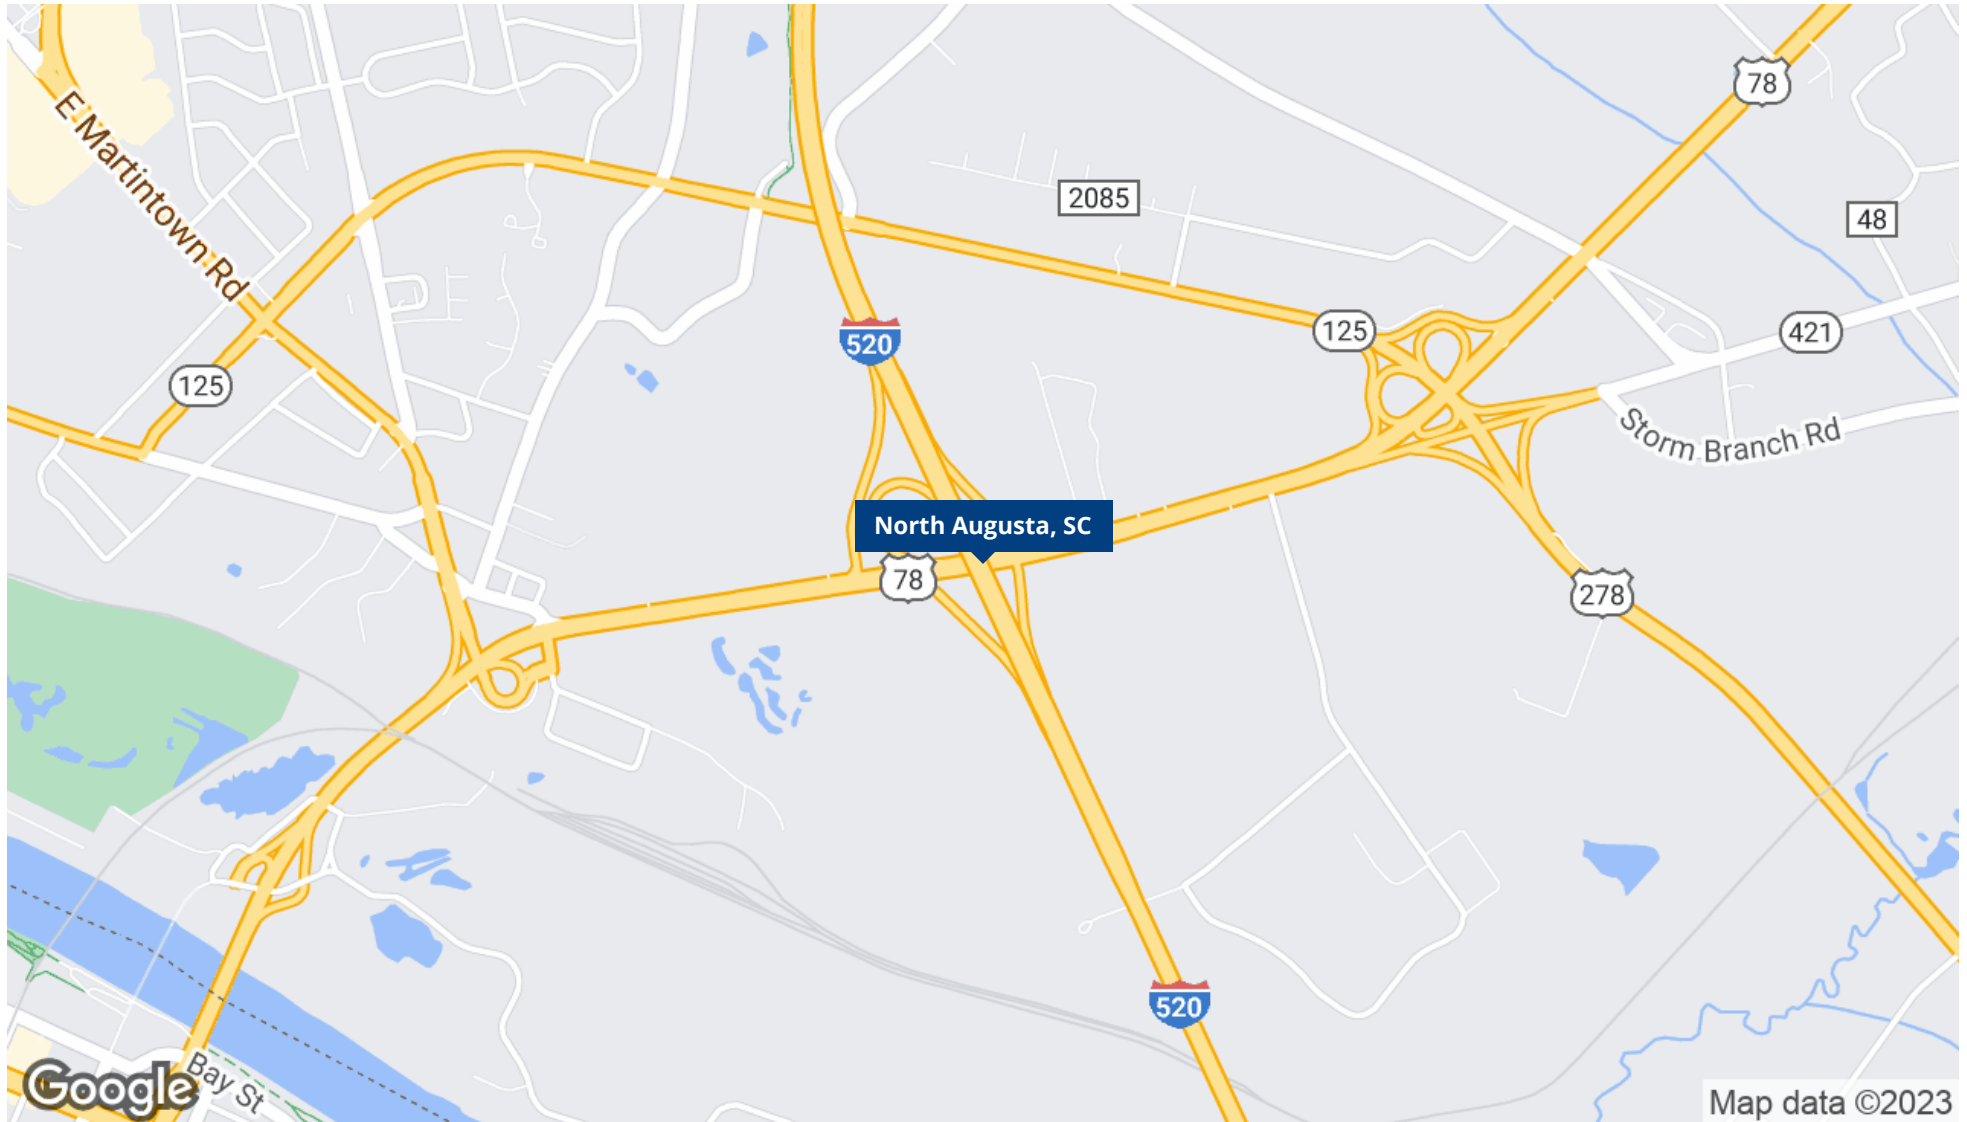 78
E Martintown Rd
2085
48
520
125
421
125
Storm Branch Rd
North Augusta, SC
78
278
520
Bay St
Google
Map data ©2023